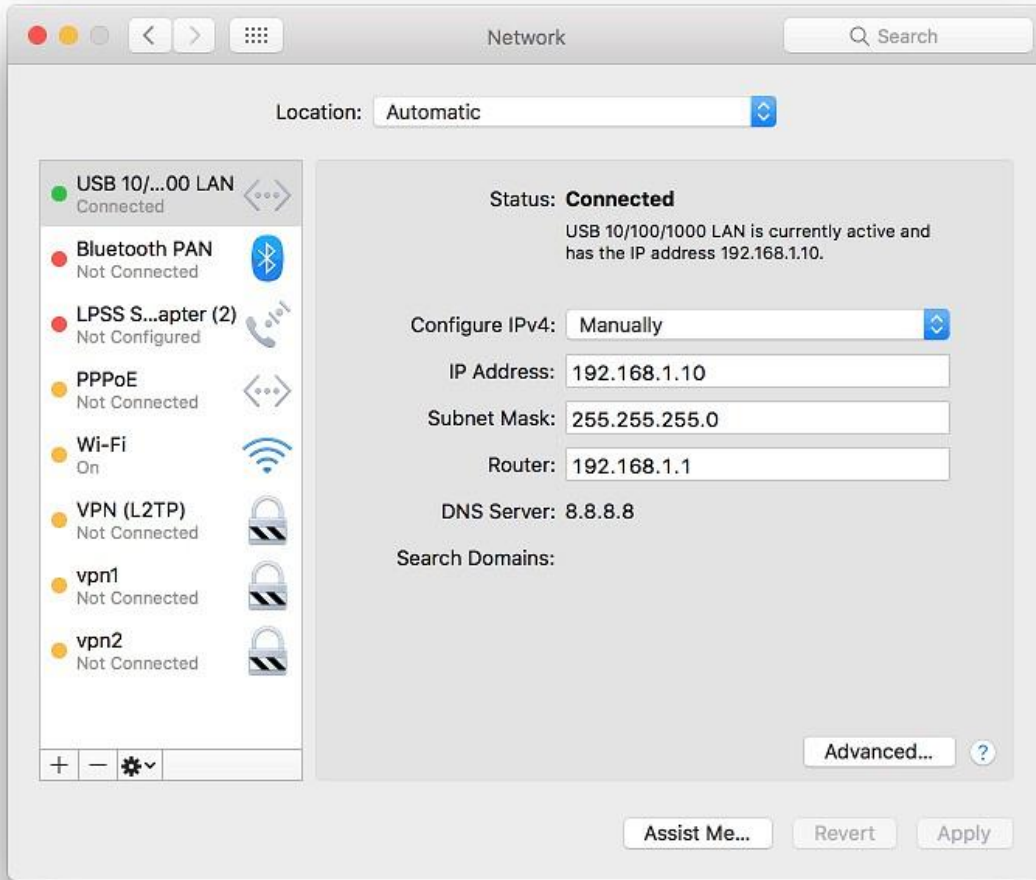 Network
Search
Location: Automatic
USB 10/...00 LAN
Connected
Bluetooth PAN
Not Connected
LPSS S...apter (2)
Not Configured
PPPoE
Not Connected
Wi-Fi
On
VPN (L2TP)
Not Connected
vpn1
Not Connected
vpn2
Not Connected
Status: Connected
USB 10/100/1000 LAN is currently active and
has the IP address 192.168.1.10.
Configure IPv4: Manually
IP Address: 192.168.1.10
Subnet Mask: 255.255.255.0
Router: 192.168.1.1
DNS Server: 8.8.8.8
Search Domains:
Advanced...
?
Assist Me...
Revert
Apply